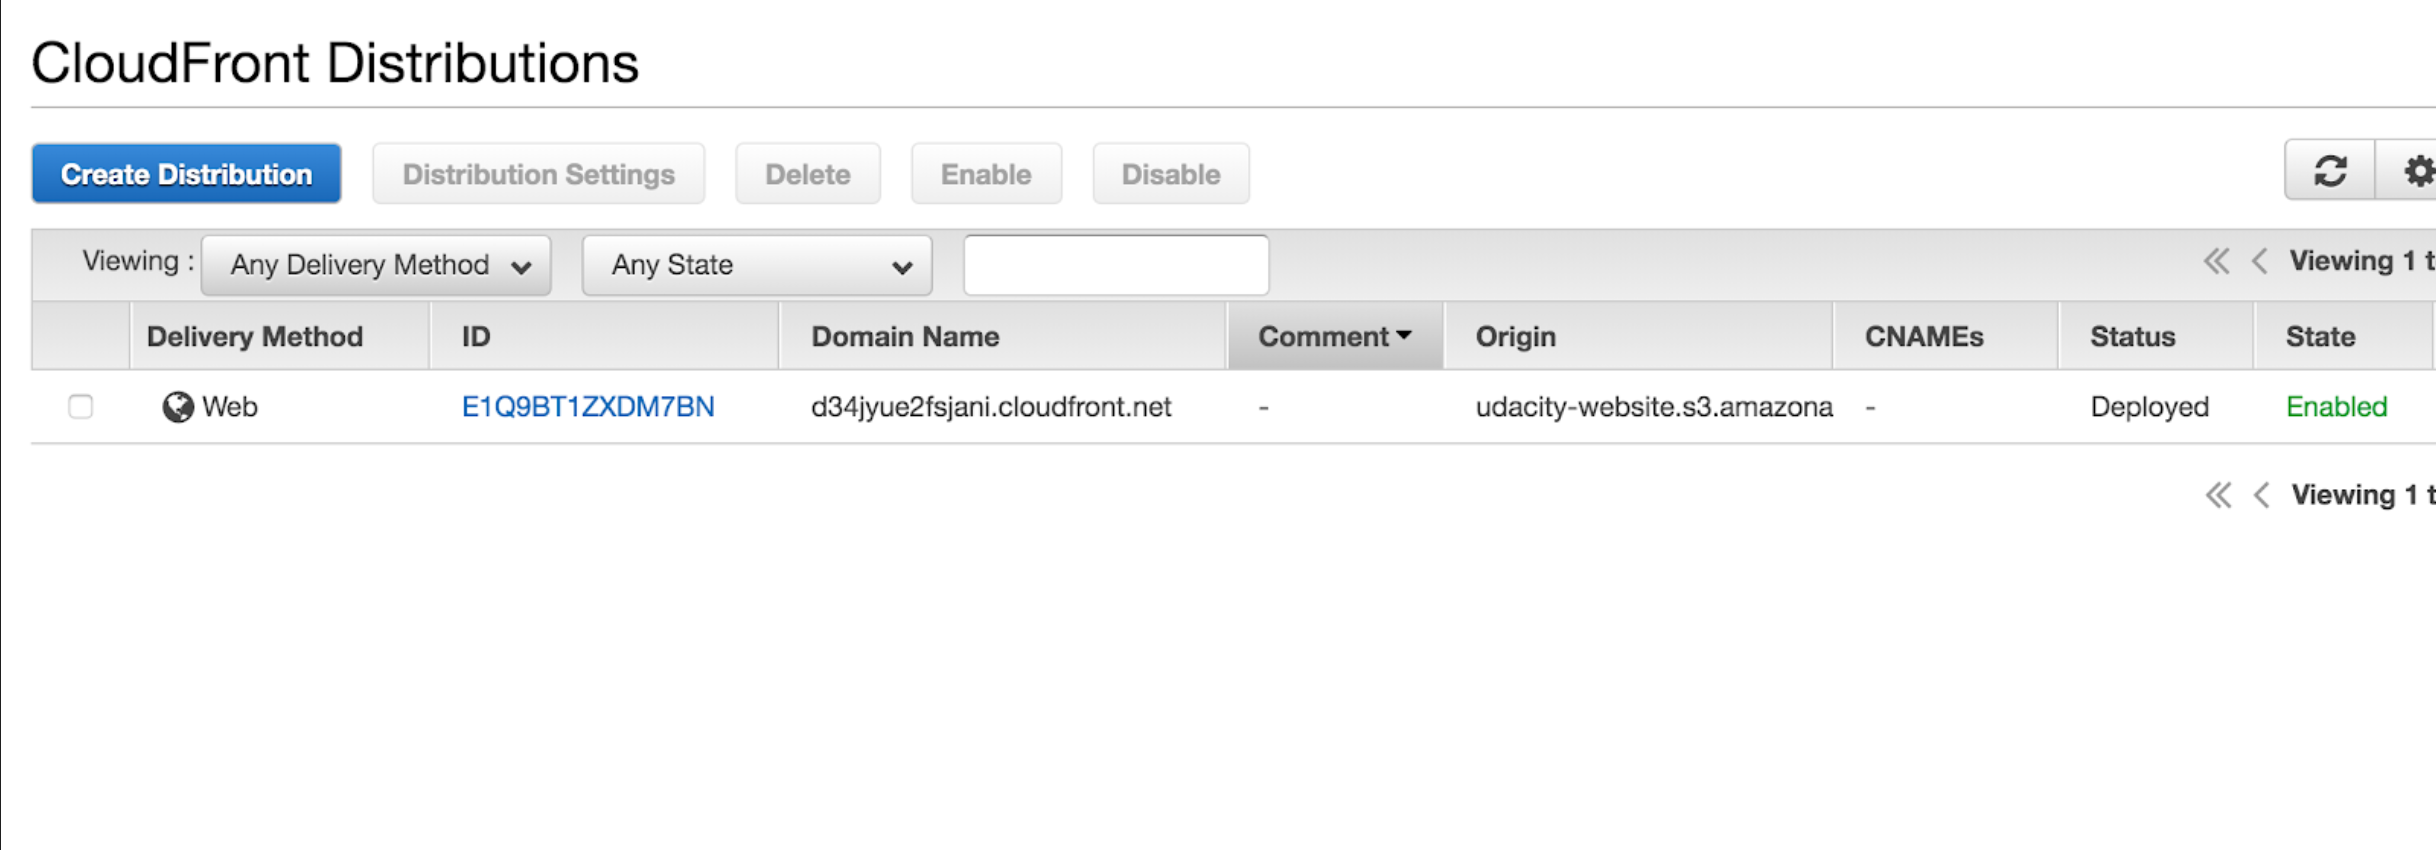 CloudFront Distributions
Create Distribution Distribution Settings Delete Enable Disable
Viewing : Any Delivery Method Any State Viewing 1 t
Delivery Method ID Domain Name Comment Origin CNAMEs Status State
Web E1Q9BT1ZXDM7BN d34jyue2fsjani.cloudfront.net - udacity-website.s3.amazona - Deployed Enabled
Viewing 1 t